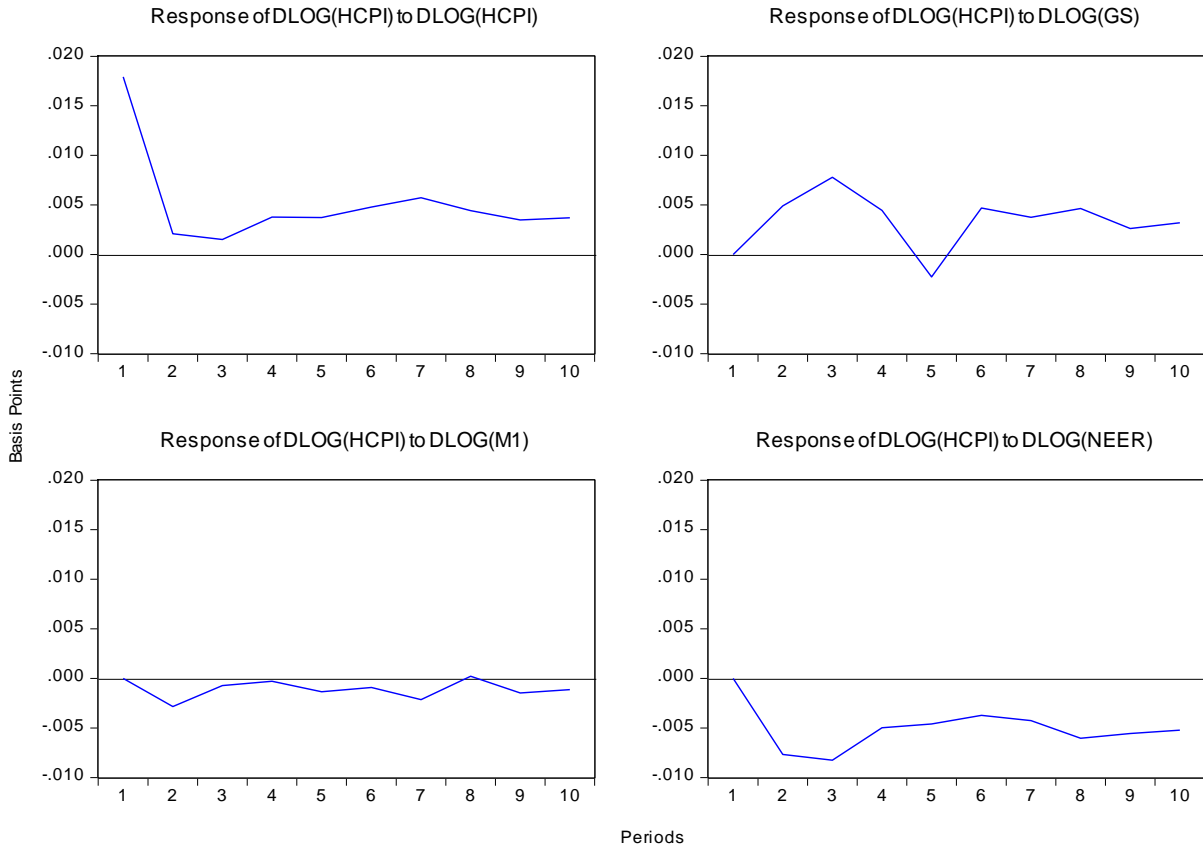 Response of DLOG(HCPI) to DLOG(HCPI)
.020
.015
.010
.005
.000
-.005
-.010
1 2 3 4 5 6 7 8 9 10
Response of DLOG(HCPI) to DLOG(GS)
.020
.015
.010
.005
.000
-.005
-.010
1 2 3 4 5 6 7 8 9 10
Basis Points
Response of DLOG(HCPI) to DLOG(M1)
.020
.015
.010
.005
.000
-.005
-.010
1 2 3 4 5 6 7 8 9 10
Response of DLOG(HCPI) to DLOG(NEER)
.020
.015
.010
.005
.000
-.005
-.010
1 2 3 4 5 6 7 8 9 10
Periods